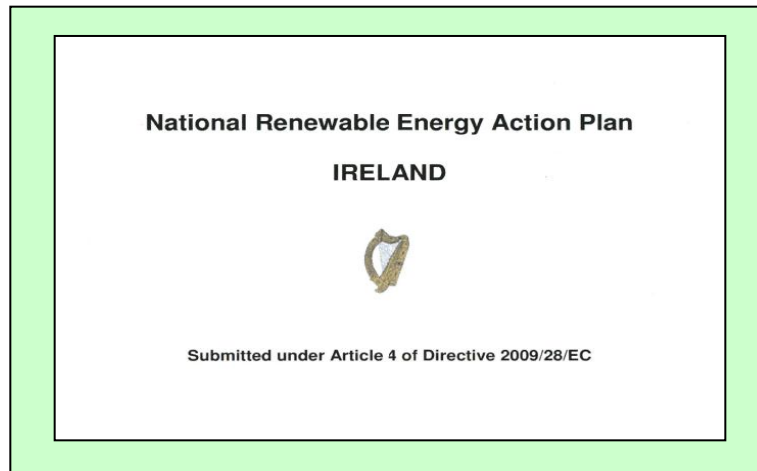 National Renewable Energy Action Plan
IRELAND
Submitted under Article 4 of Directive 2009/28/EC